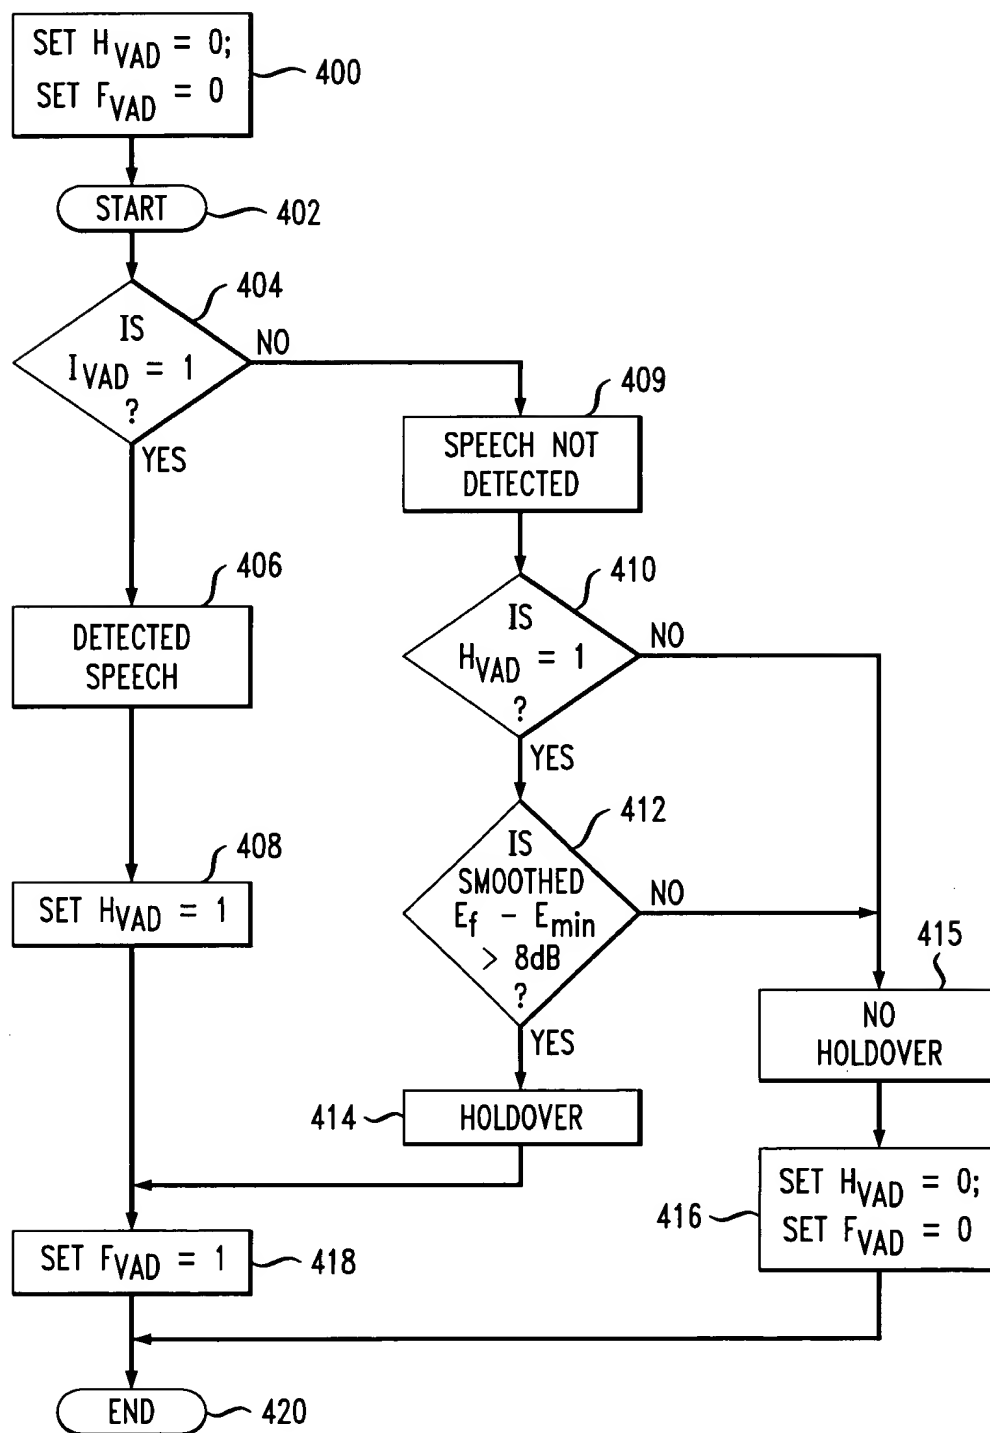 SET H_VAD = 0;
SET F_VAD = 0
400
START
402
404
IS
I_VAD = 1
?
NO
YES
409
SPEECH NOT
DETECTED
406
DETECTED
SPEECH
410
IS
H_VAD = 1
?
NO
YES
412
IS
SMOOTHED
E_f - E_min
> 8dB
?
NO
YES
408
SET H_VAD = 1
415
NO
HOLDOVER
414
HOLDOVER
416
SET H_VAD = 0;
SET F_VAD = 0
SET F_VAD = 1
418
END
420